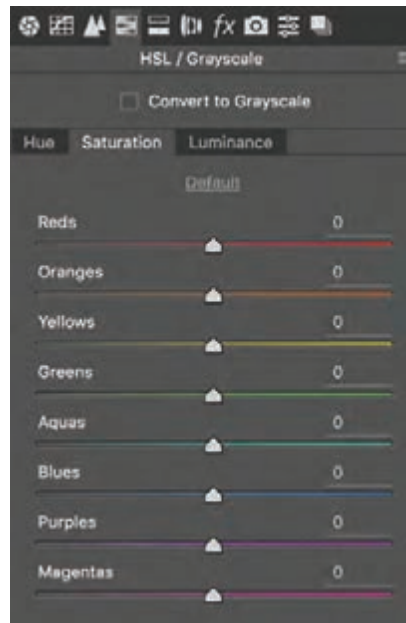 fx
HSL / Grayscale
Convert to Grayscale
Hue Saturation Luminance
Default
Reds 0
Oranges 0
Yellows 0
Greens 0
Aquas 0
Blues 0
Purples 0
Magentas 0